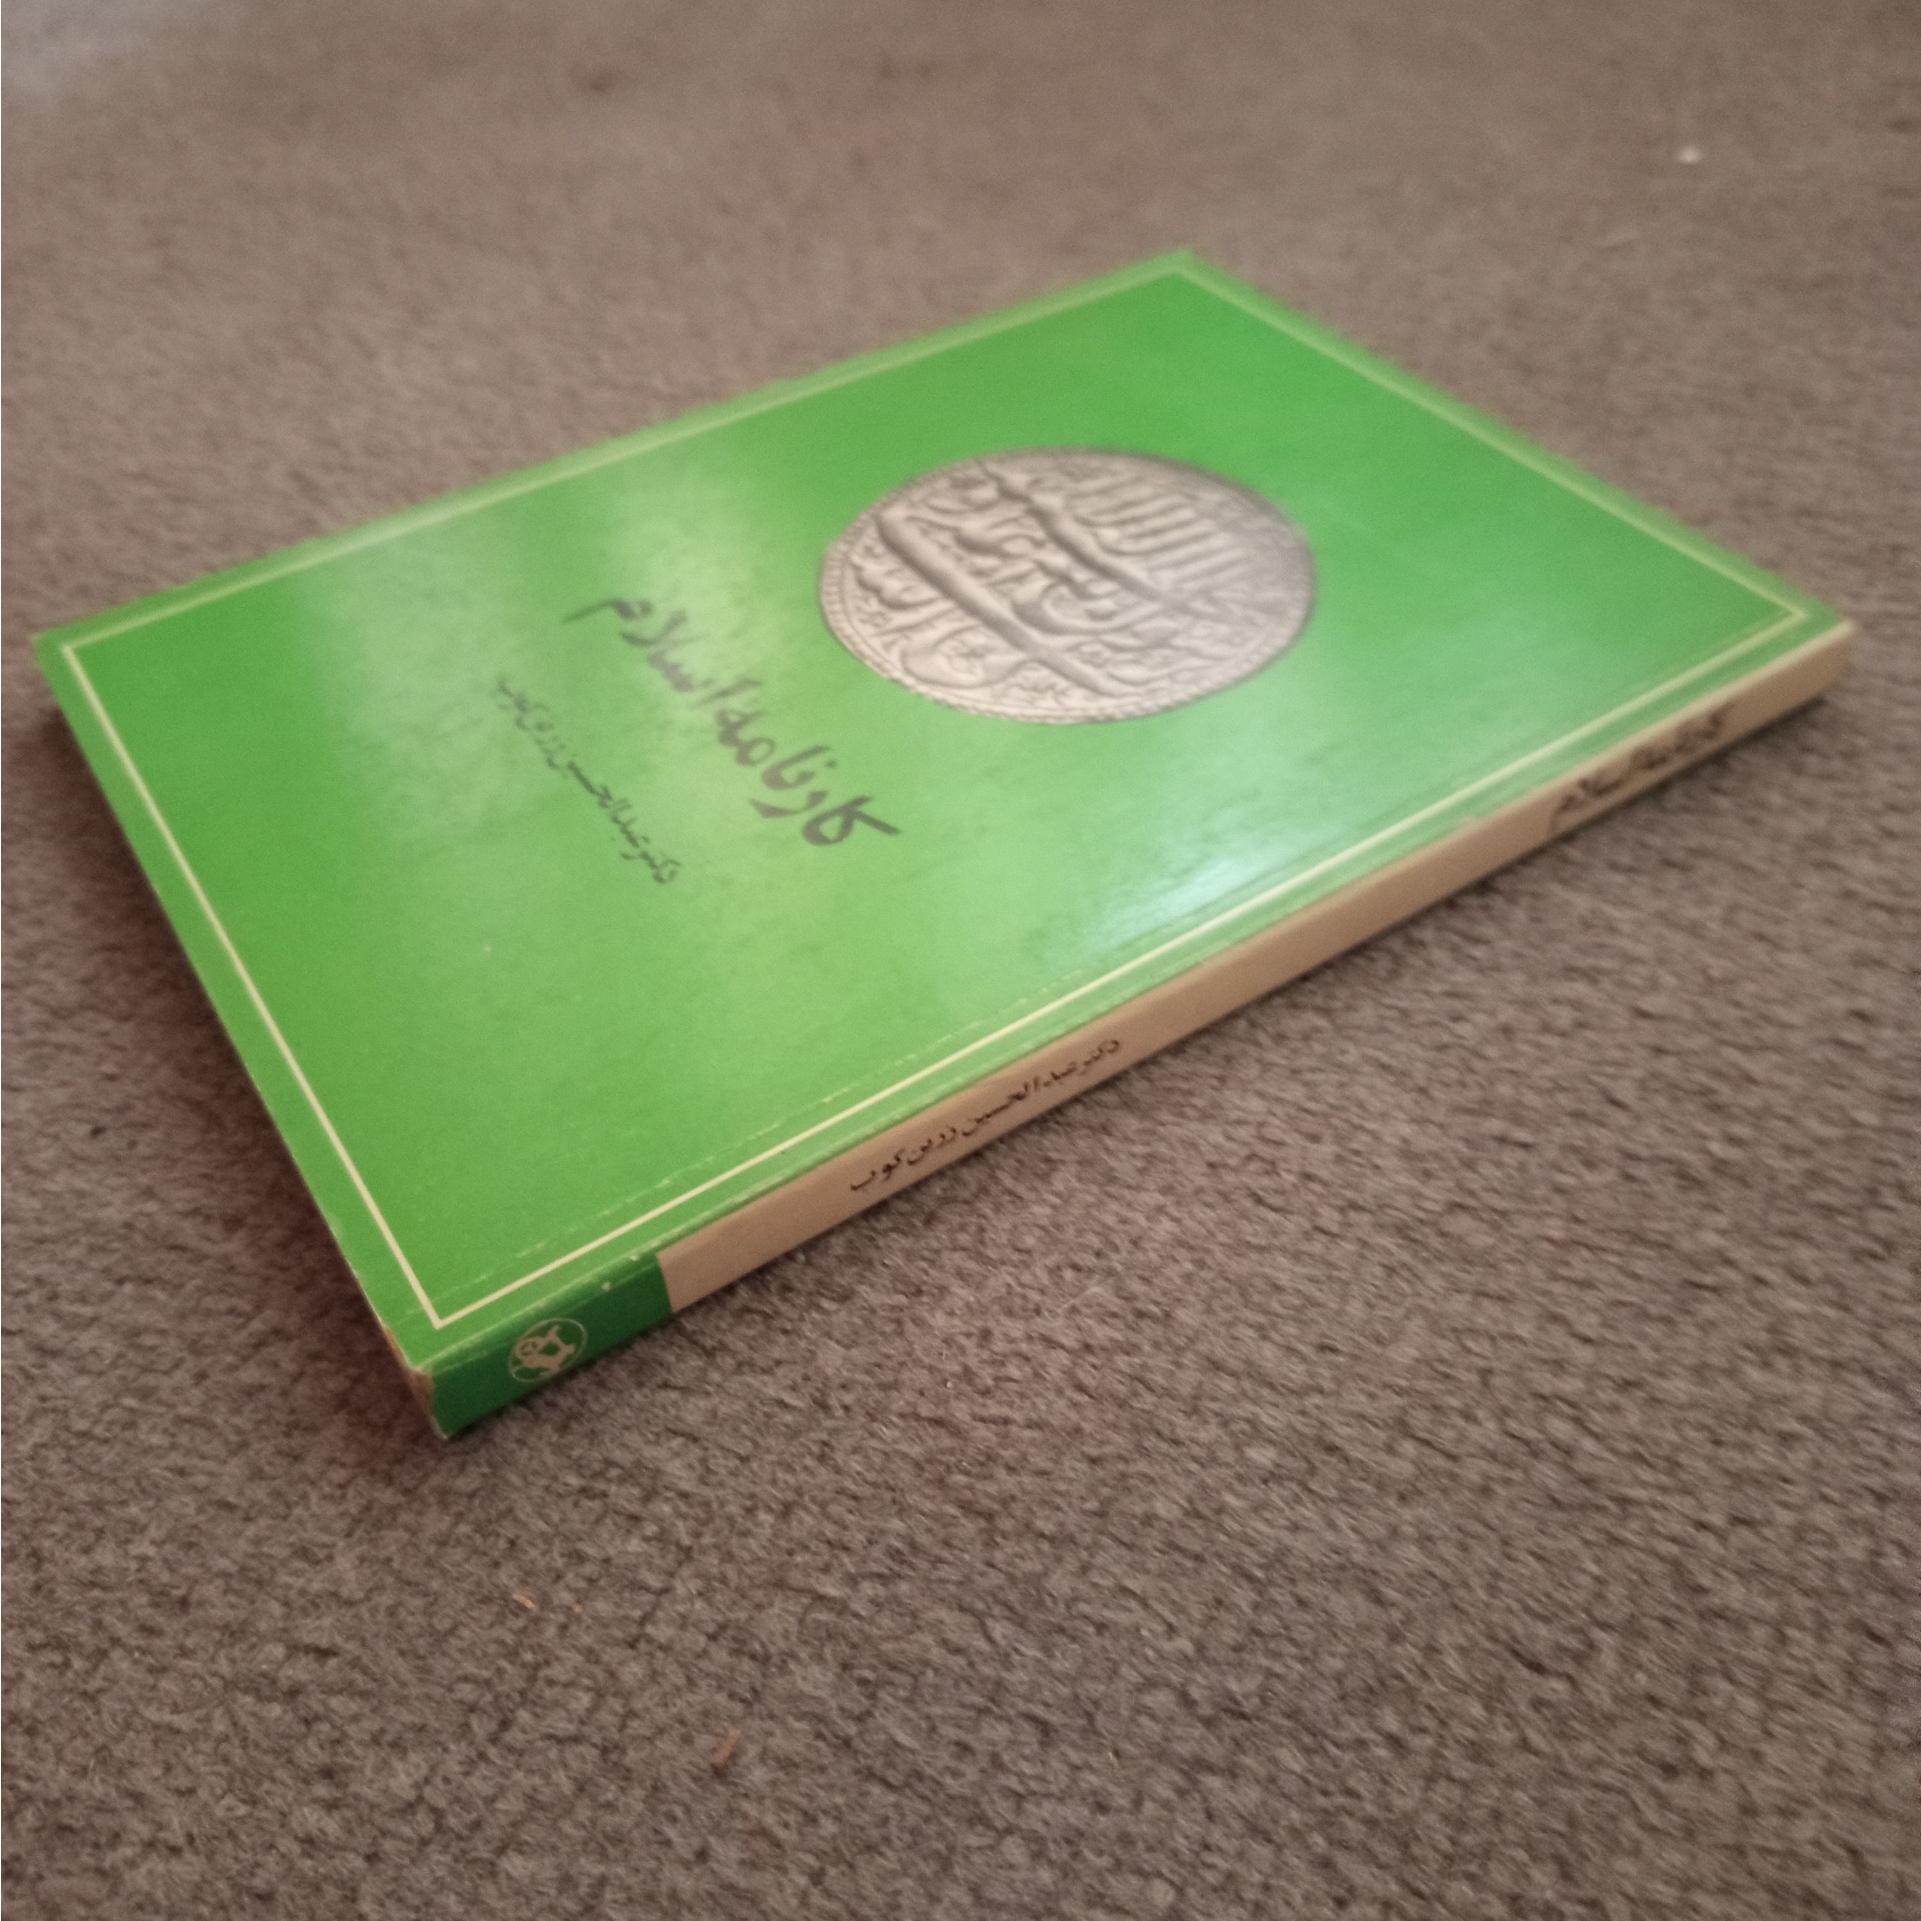 کارنامهٔ اسلام
دکتر عبدالحسین زرین‌کوب
کارنامهٔ اسلام
دکتر عبدالحسین زرین‌کوب